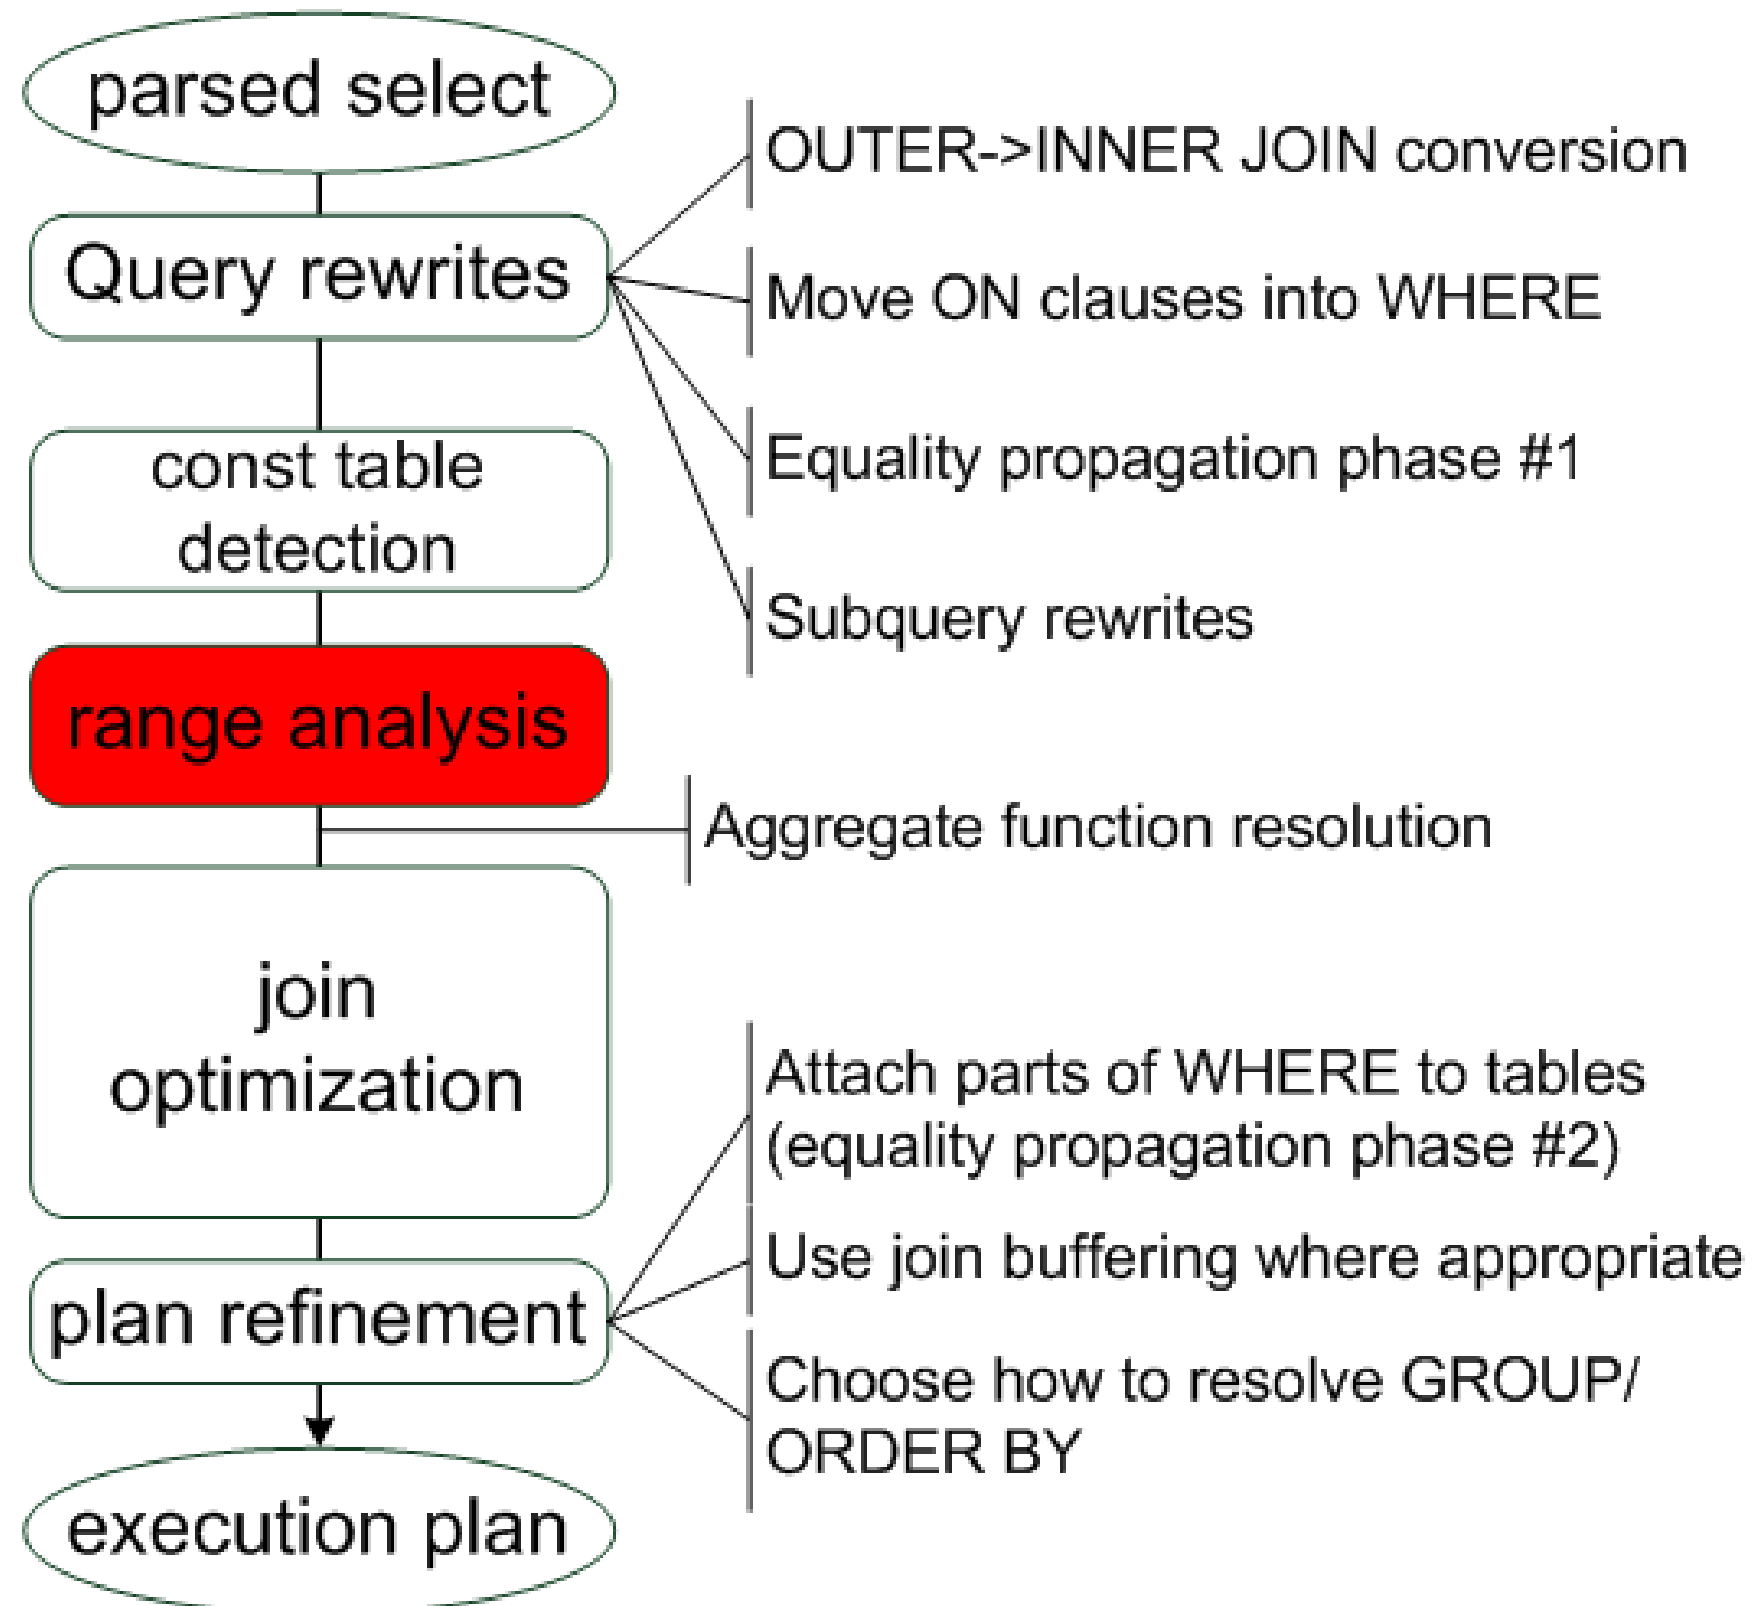 parsed select
OUTER->INNER JOIN conversion
Query rewrites
Move ON clauses into WHERE
const table
detection
Equality propagation phase #1
Subquery rewrites
range analysis
Aggregate function resolution
join
optimization
Attach parts of WHERE to tables
(equality propagation phase #2)
Use join buffering where appropriate
plan refinement
Choose how to resolve GROUP/
ORDER BY
execution plan